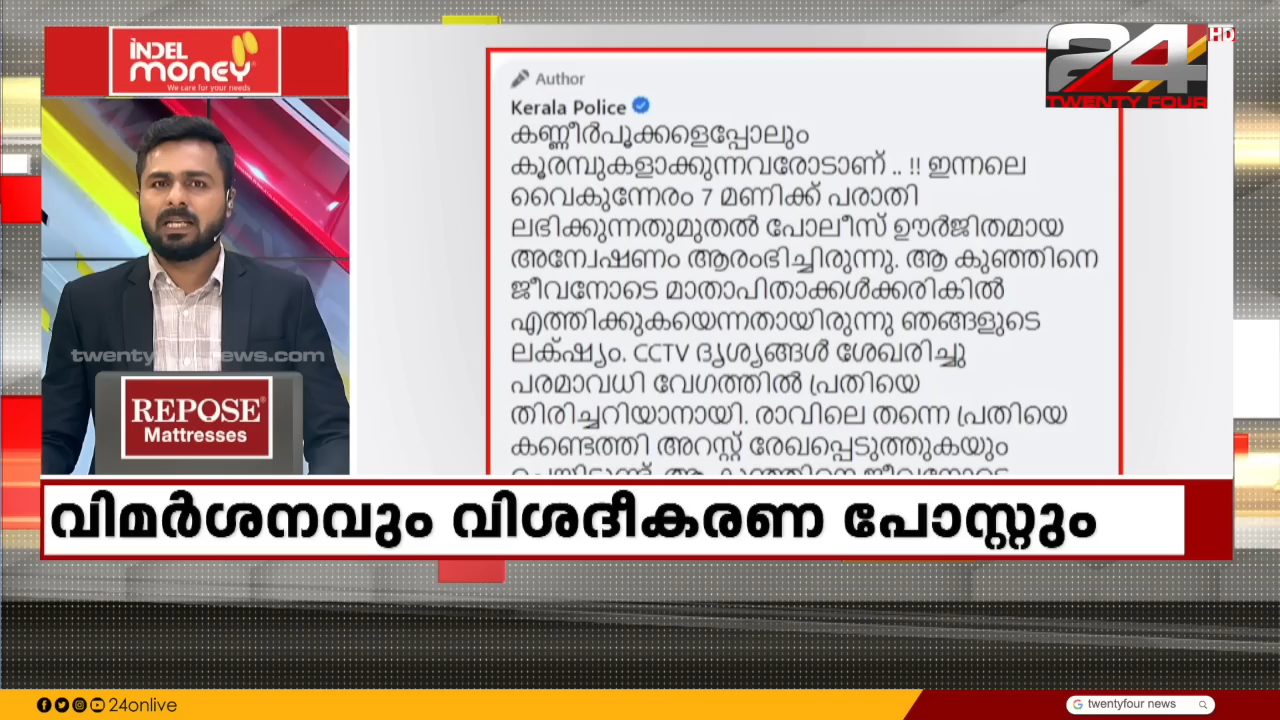 iNDEL
money
We care for your needs
24
HD
TWENTY FOUR
Author
Kerala Police
കണ്ണീർപൂക്കളെപ്പോലും
കൂരമ്പുകളാക്കുന്നവരോടാണ് .. !! ഇന്നലെ
വൈകുന്നേരം 7 മണിക്ക് പരാതി
ലഭിക്കുന്നതുമുതൽ പോലീസ് ഊർജിതമായ
അന്വേഷണം ആരംഭിച്ചിരുന്നു. ആ കുഞ്ഞിനെ
ജീവനോടെ മാതാപിതാക്കൾക്കരികിൽ
എത്തിക്കുകയെന്നതായിരുന്നു ഞങ്ങളുടെ
ലക്ഷ്യം. CCTV ദൃശ്യങ്ങൾ ശേഖരിച്ചു
പരമാവധി വേഗത്തിൽ പ്രതിയെ
തിരിച്ചറിയാനായി. രാവിലെ തന്നെ പ്രതിയെ
കണ്ടെത്തി അറസ്റ്റ് രേഖപ്പെടുത്തുകയും
REPOSE
Mattresses
വിമർശനവും വിശദീകരണ പോസ്റ്റും
24onlive
twentyfour news